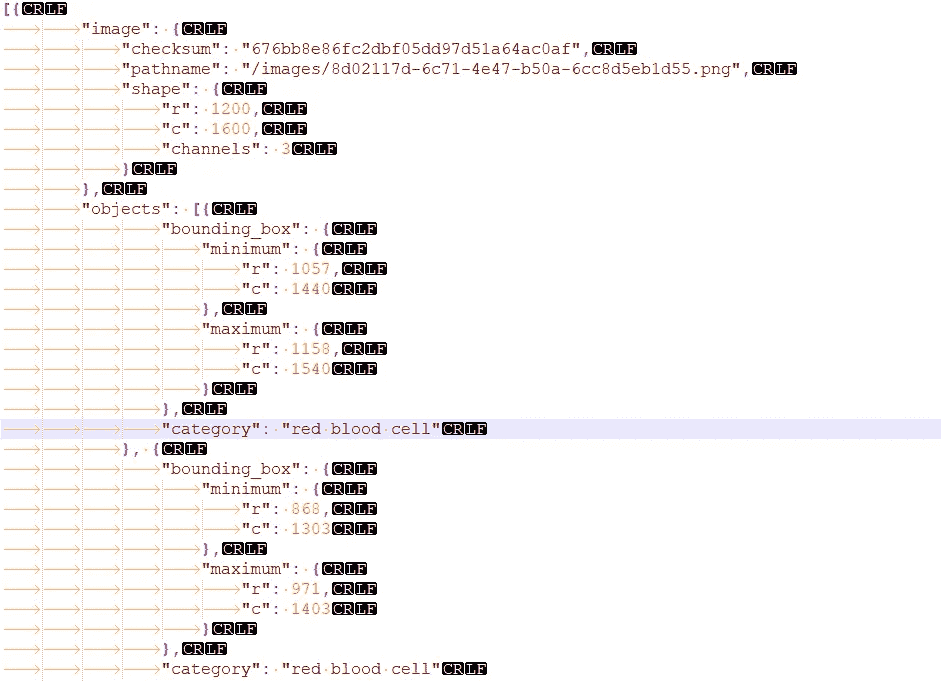 [{CRLF
"image": {CRLF
"checksum": "676bb8e86fc2dbf05dd97d51a64ac0af",CRLF
"pathname": "/images/8d02117d-6c71-4e47-b50a-6cc8d5eb1d55.png",CRLF
"shape": {CRLF
"r": 1200,CRLF
"c": 1600,CRLF
"channels": 3CRLF
}CRLF
},CRLF
"objects": [{CRLF
"bounding_box": {CRLF
"minimum": {CRLF
"r": 1057,CRLF
"c": 1440CRLF
},CRLF
"maximum": {CRLF
"r": 1158,CRLF
"c": 1540CRLF
}CRLF
},CRLF
"category": "red blood cell"CRLF
}, {CRLF
"bounding_box": {CRLF
"minimum": {CRLF
"r": 868,CRLF
"c": 1303CRLF
},CRLF
"maximum": {CRLF
"r": 971,CRLF
"c": 1403CRLF
}CRLF
},CRLF
"category": "red blood cell"CRLF